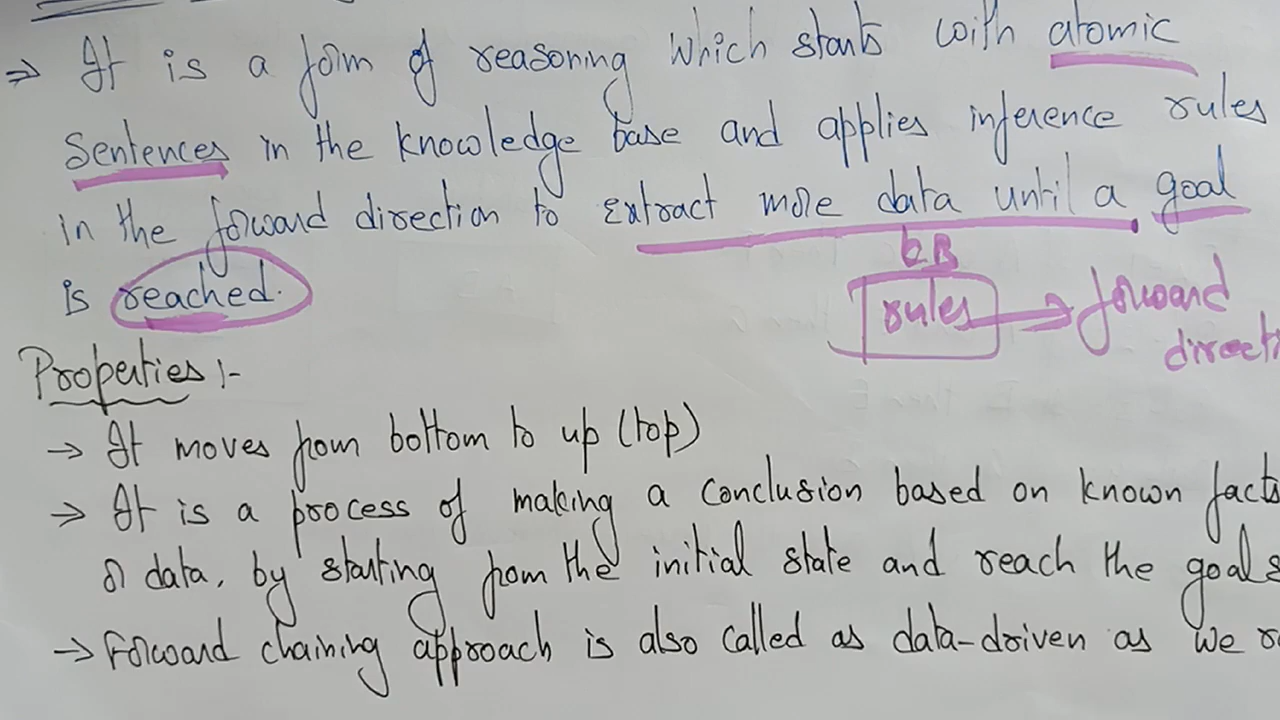 ⇒ It is a form of reasoning which starts with atomic
Sentences in the knowledge base and applies inference rules
in the forward direction to extract more data until a goal
is reached.
KB
rules → forward
directi
Properties :-
→ It moves from bottom to up (top)
→ It is a process of making a conclusion based on known facts
or data, by starting from the initial state and reach the goals
→ Forward chaining approach is also called as data-driven as we